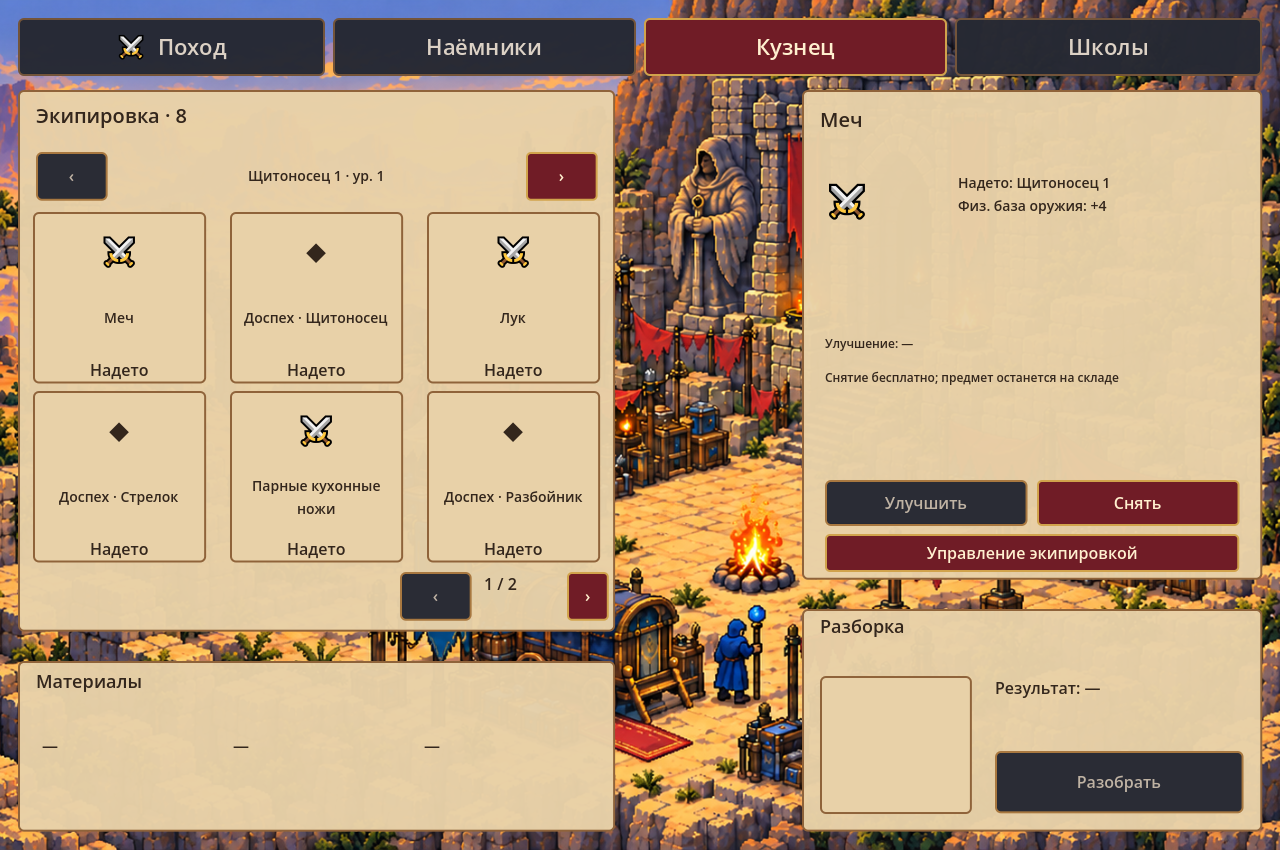 Поход
Наёмники
Кузнец
Школы
Экипировка · 8
‹
Щитоносец 1 · ур. 1
›
Меч
Надето
Доспех · Щитоносец
Надето
Лук
Надето
Доспех · Стрелок
Надето
Парные кухонные
ножи
Надето
Доспех · Разбойник
Надето
‹
1 / 2
›
Материалы
—
—
—
Меч
Надето: Щитоносец 1
Физ. база оружия: +4
Улучшение: —
Снятие бесплатно; предмет останется на складе
Улучшить
Снять
Управление экипировкой
Разборка
Результат: —
Разобрать